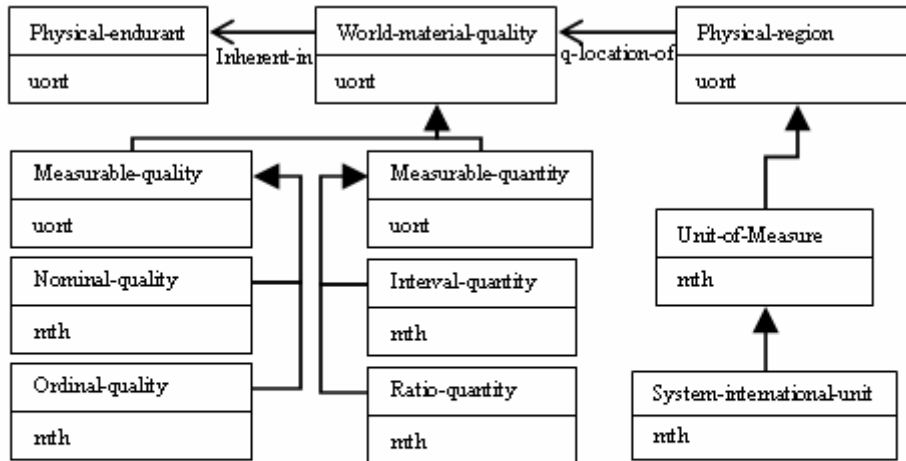 Physical-endurant
uont
Inherent-in
World-material-quality
uont
q-location-of
Physical-region
uont
Measurable-quality
uont
Measurable-quantity
uont
Unit-of-Measure
mth
Nominal-quality
mth
Interval-quantity
mth
Ordinal-quality
mth
Ratio-quantity
mth
System-international-unit
mth